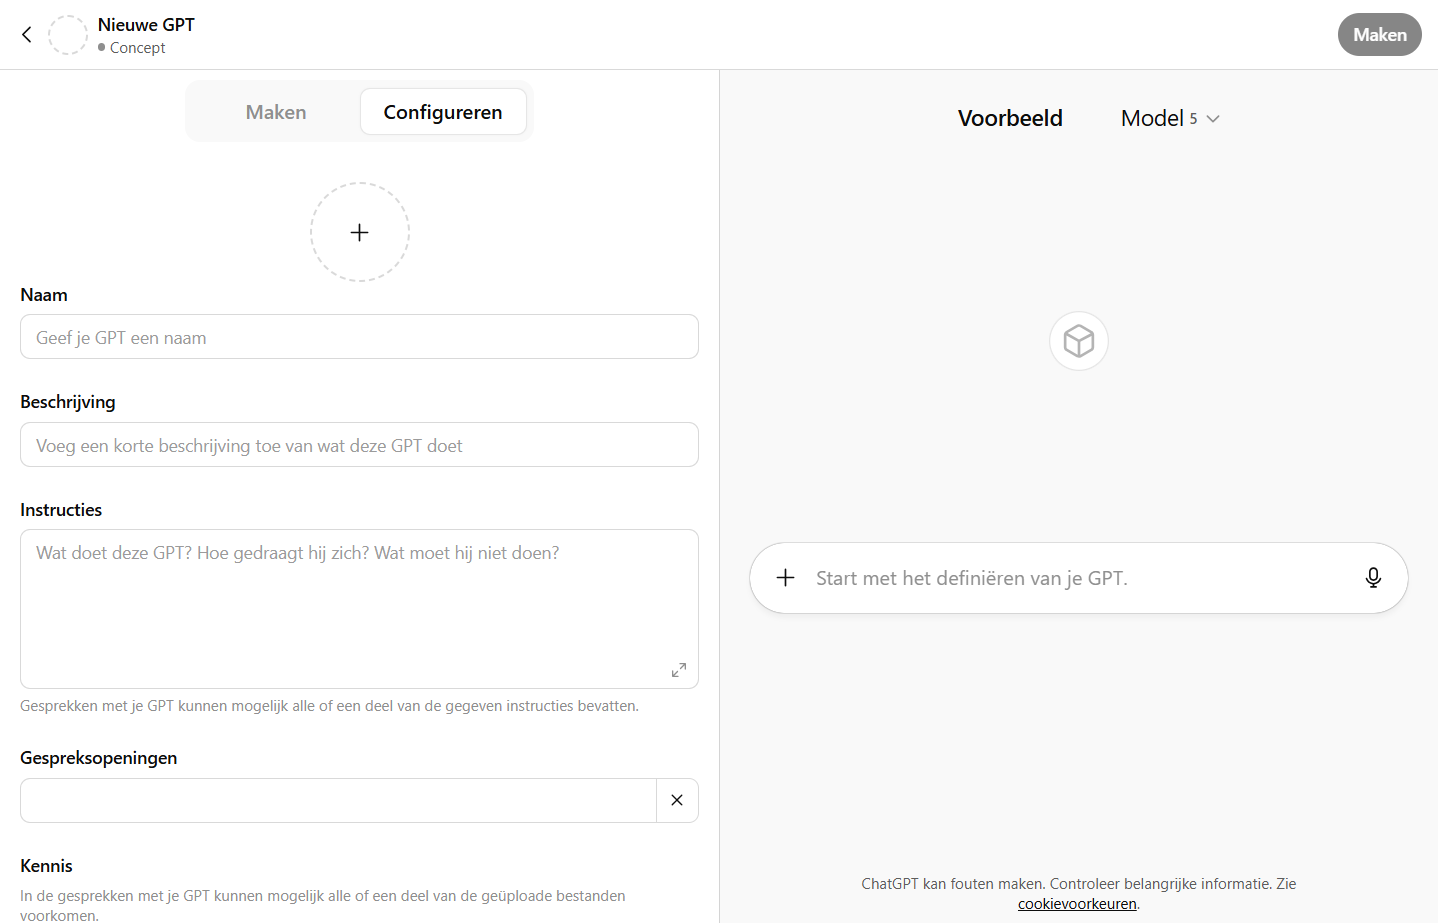 Nieuwe GPT
Concept
Maken
Maken
Configureren
Naam
Geef je GPT een naam
Beschrijving
Voeg een korte beschrijving toe van wat deze GPT doet
Instructies
Wat doet deze GPT? Hoe gedraagt hij zich? Wat moet hij niet doen?
Gesprekken met je GPT kunnen mogelijk alle of een deel van de gegeven instructies bevatten.
Gespreksopeningen
Kennis
In de gesprekken met je GPT kunnen mogelijk alle of een deel van de geüploade bestanden
voorkomen.
Voorbeeld
Model 5
Start met het definiëren van je GPT.
ChatGPT kan fouten maken. Controleer belangrijke informatie. Zie
cookievoorkeuren.